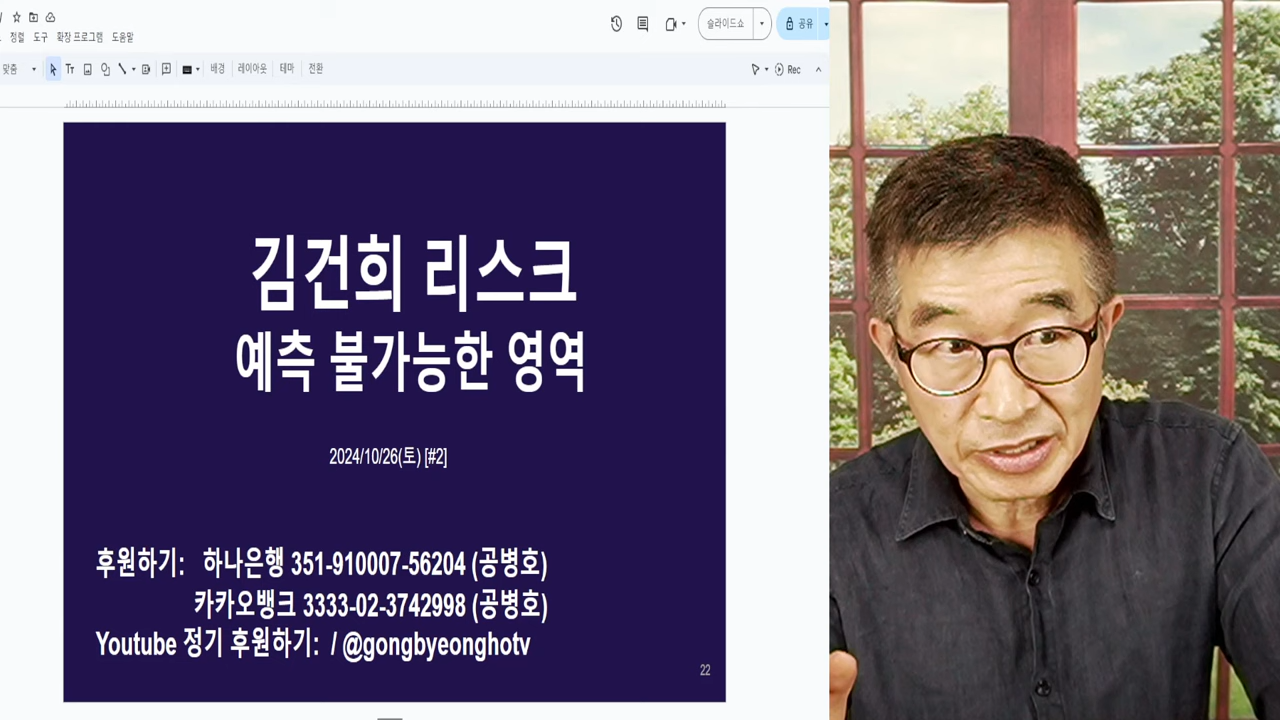 정렬 도구 확장 프로그램 도움말
슬라이드쇼
공유
맞춤
Tr
배경 레이아웃 테마 전환
Rec
김건희 리스크
예측 불가능한 영역
2024/10/26(토) [#2]
후원하기: 하나은행 351-910007-56204 (공병호)
카카오뱅크 3333-02-3742998 (공병호)
Youtube 정기 후원하기: / @gongbyeonghotv
22